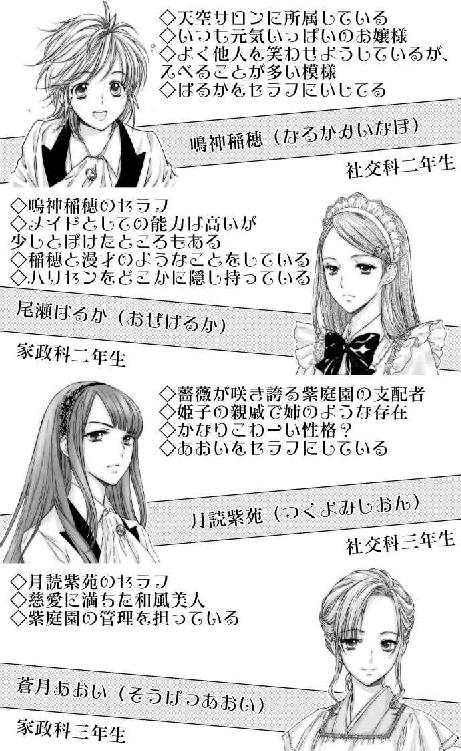 ◇天空サロンに所属している
◇いつも元気いっぱいのお嬢様
◇よく他人を笑わせようしているが、
スベることが多い模様
◇はるかをセラフにいしてる
鳴神稲穂（なるかみいなほ）
社交科二年生
◇鳴神稲穂のセラフ
◇メイドとしての能力は高いが
少しとぼけたところもある
◇稲穂と漫才のようなことをしている
◇ハリセンをどこかに隠し持っている
尾瀬はるか（おぜはるか）
家政科二年生
◇薔薇が咲き誇る紫庭園の支配者
◇姫子の親戚で姉のような存在
◇かなりこわーい性格？
◇あおいをセラフにしている
月読紫苑（つくよみしおん）
社交科三年生
◇月読紫苑のセラフ
◇慈愛に満ちた和風美人
◇紫庭園の管理を担っている
蒼月あおい（そうげつあおい）
家政科三年生